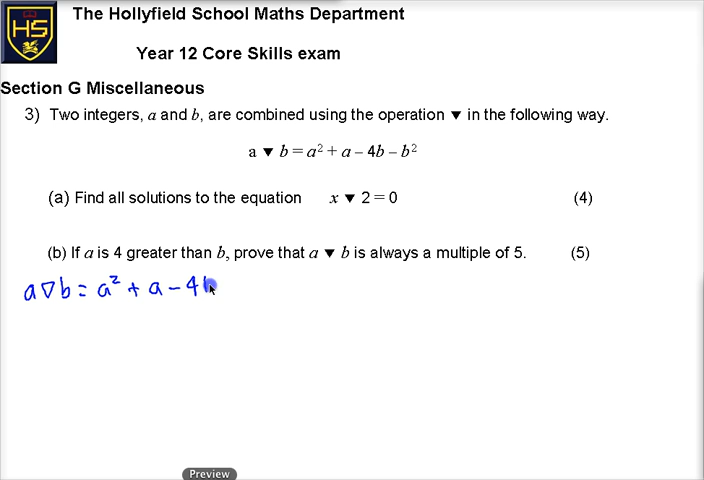 HS
The Hollyfield School Maths Department
Year 12 Core Skills exam
Section G Miscellaneous
3) Two integers, a and b, are combined using the operation ▼ in the following way.
a ▼ b = a² + a – 4b – b²
(a) Find all solutions to the equation x ▼ 2 = 0 (4)
(b) If a is 4 greater than b, prove that a ▼ b is always a multiple of 5. (5)
a ▽ b = a² + a - 4
Preview